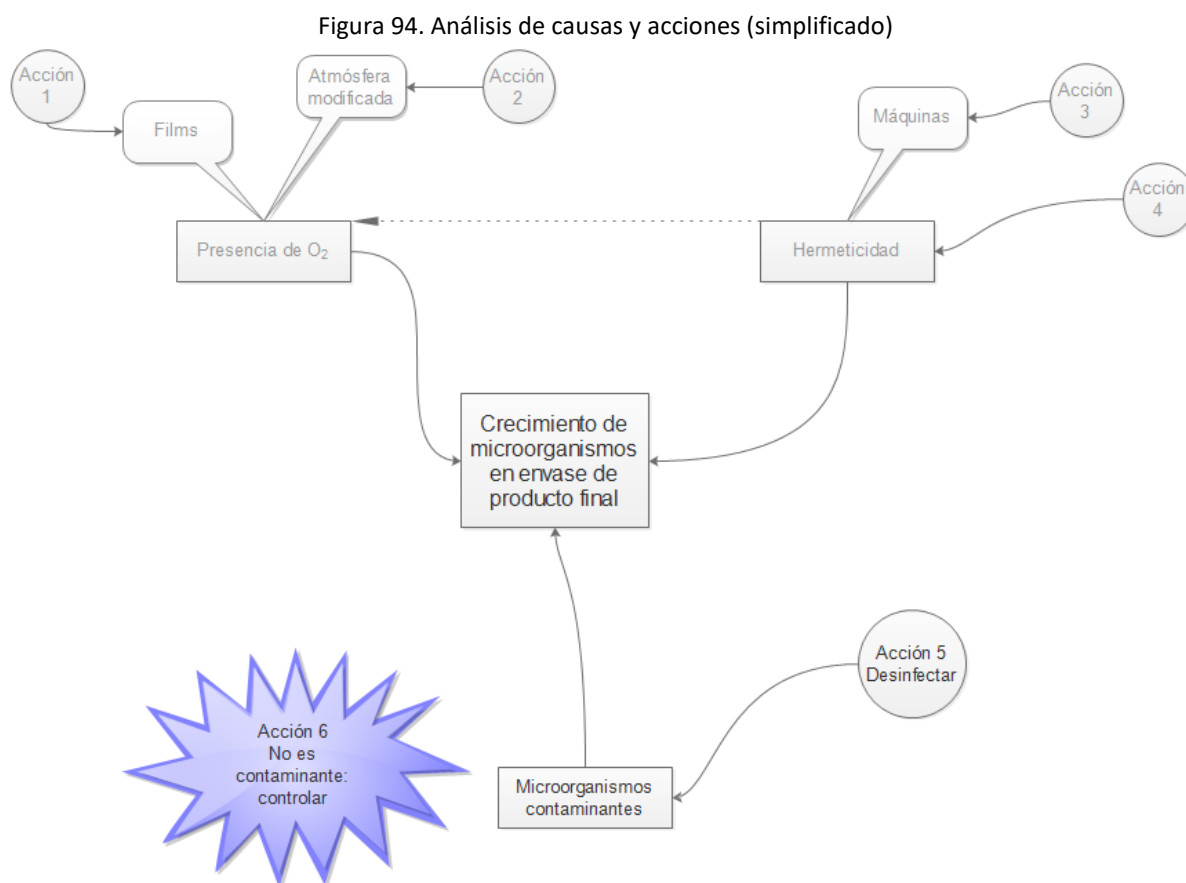 Figura 94. Análisis de causas y acciones (simplificado)
Acción
1
Films
Atmósfera
modificada
Acción
2
Máquinas
Acción
3
Acción
4
Presencia de O₂
Hermeticidad
Crecimiento de
microorganismos
en envase de
producto final
Acción 5
Desinfectar
Acción 6
No es
contaminante:
controlar
Microorganismos
contaminantes